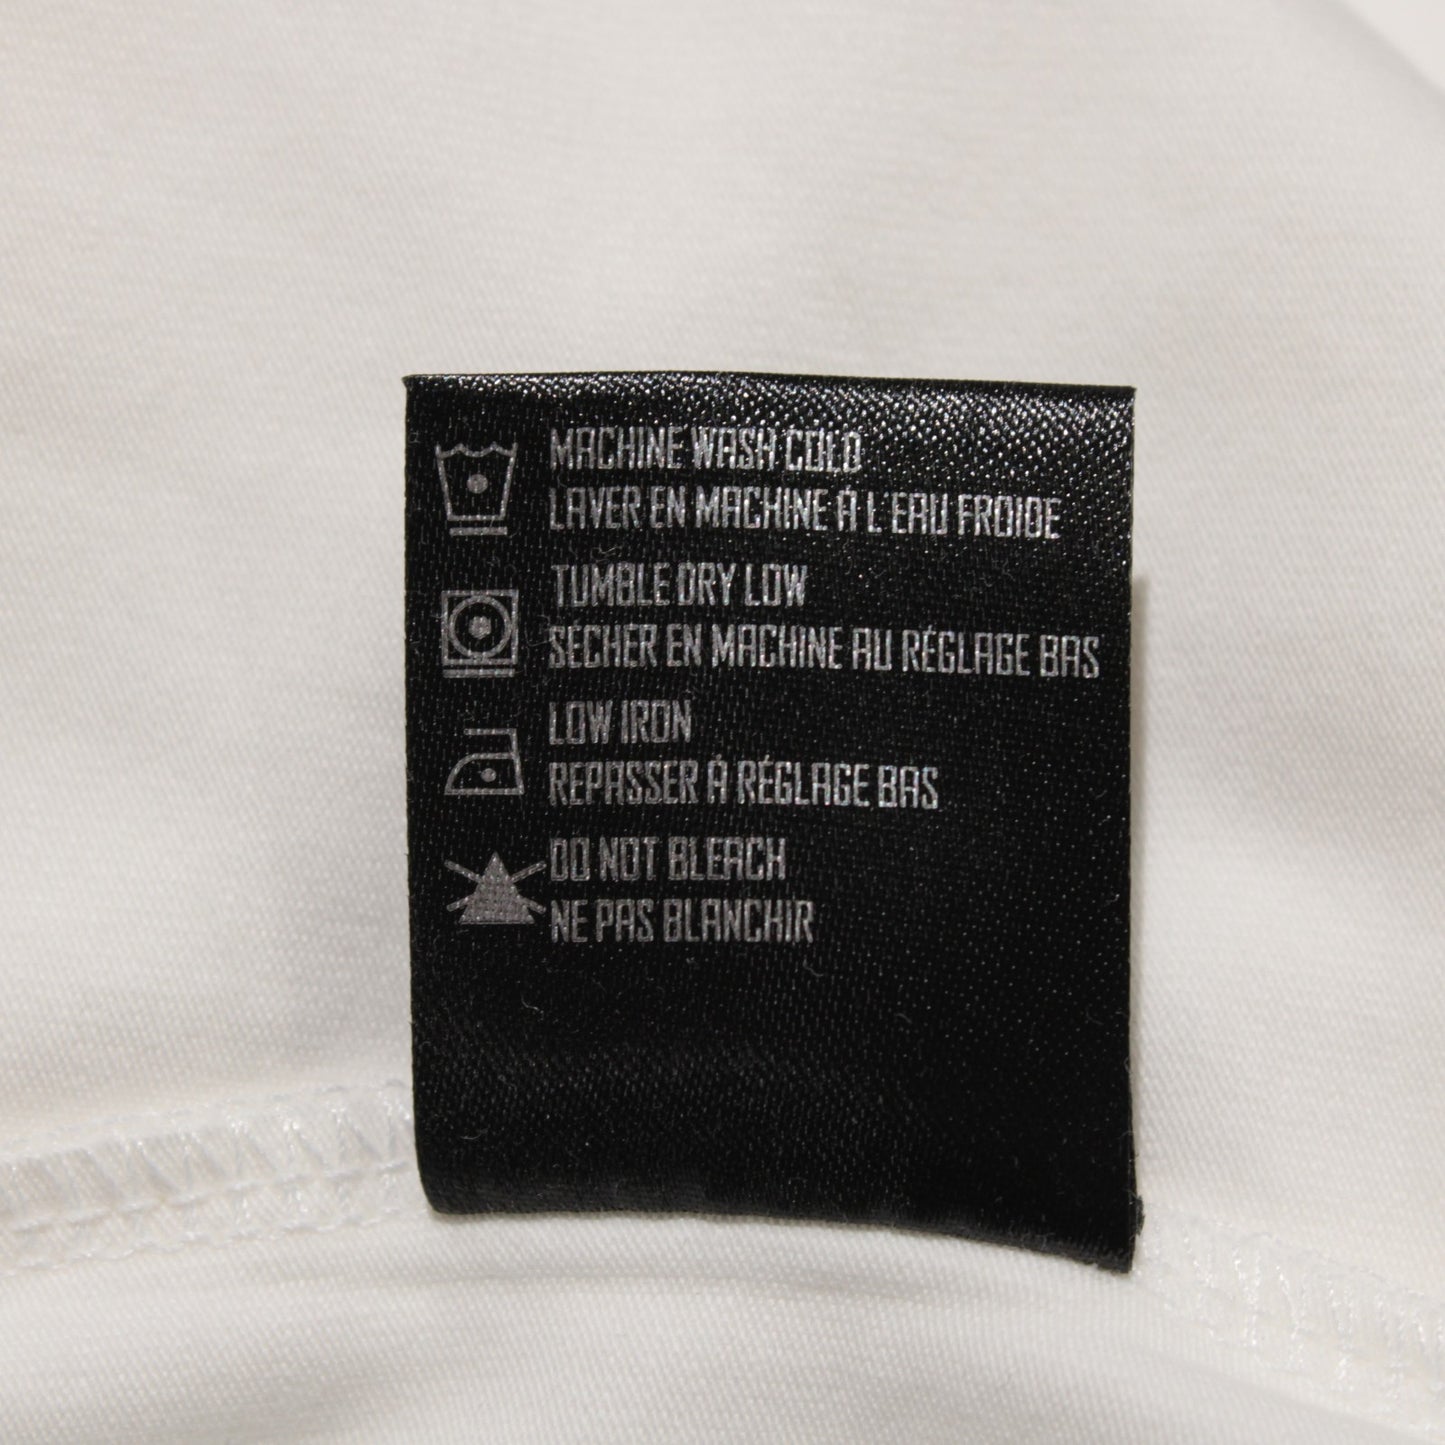 MACHINE WASH COLD
LAVER EN MACHINE À L'EAU FROIDE
TUMBLE DRY LOW
SÉCHER EN MACHINE AU RÉGLAGE BAS
LOW IRON
REPASSER À RÉGLAGE BAS
DO NOT BLEACH
NE PAS BLANCHIR